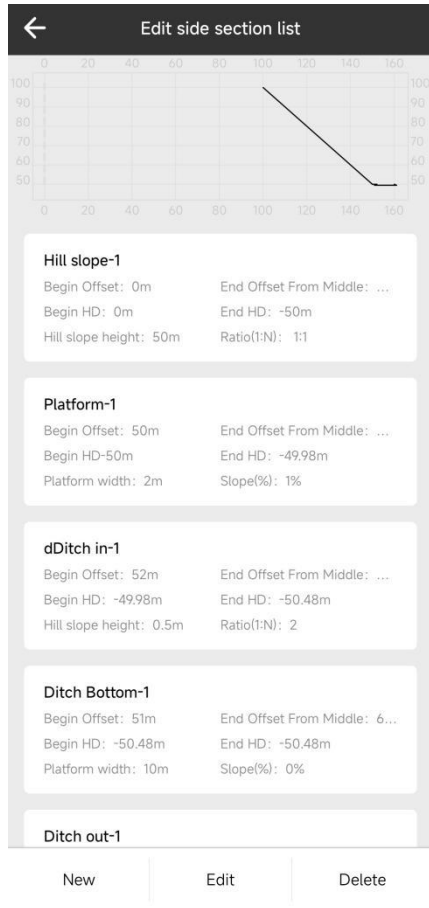 Edit side section list
0 20 40 60 80 100 120 140 160
100 100
90 90
80 80
70 70
60 60
50 50
0 20 40 60 80 100 120 140 160
Hill slope-1
Begin Offset: 0m End Offset From Middle: ...
Begin HD: 0m End HD: -50m
Hill slope height: 50m Ratio(1:N): 1:1
Platform-1
Begin Offset: 50m End Offset From Middle: ...
Begin HD-50m End HD: -49.98m
Platform width: 2m Slope(%): 1%
dDitch in-1
Begin Offset: 52m End Offset From Middle: ...
Begin HD: -49.98m End HD: -50.48m
Hill slope height: 0.5m Ratio(1:N): 2
Ditch Bottom-1
Begin Offset: 51m End Offset From Middle: 6...
Begin HD: -50.48m End HD: -50.48m
Platform width: 10m Slope(%): 0%
Ditch out-1
New Edit Delete